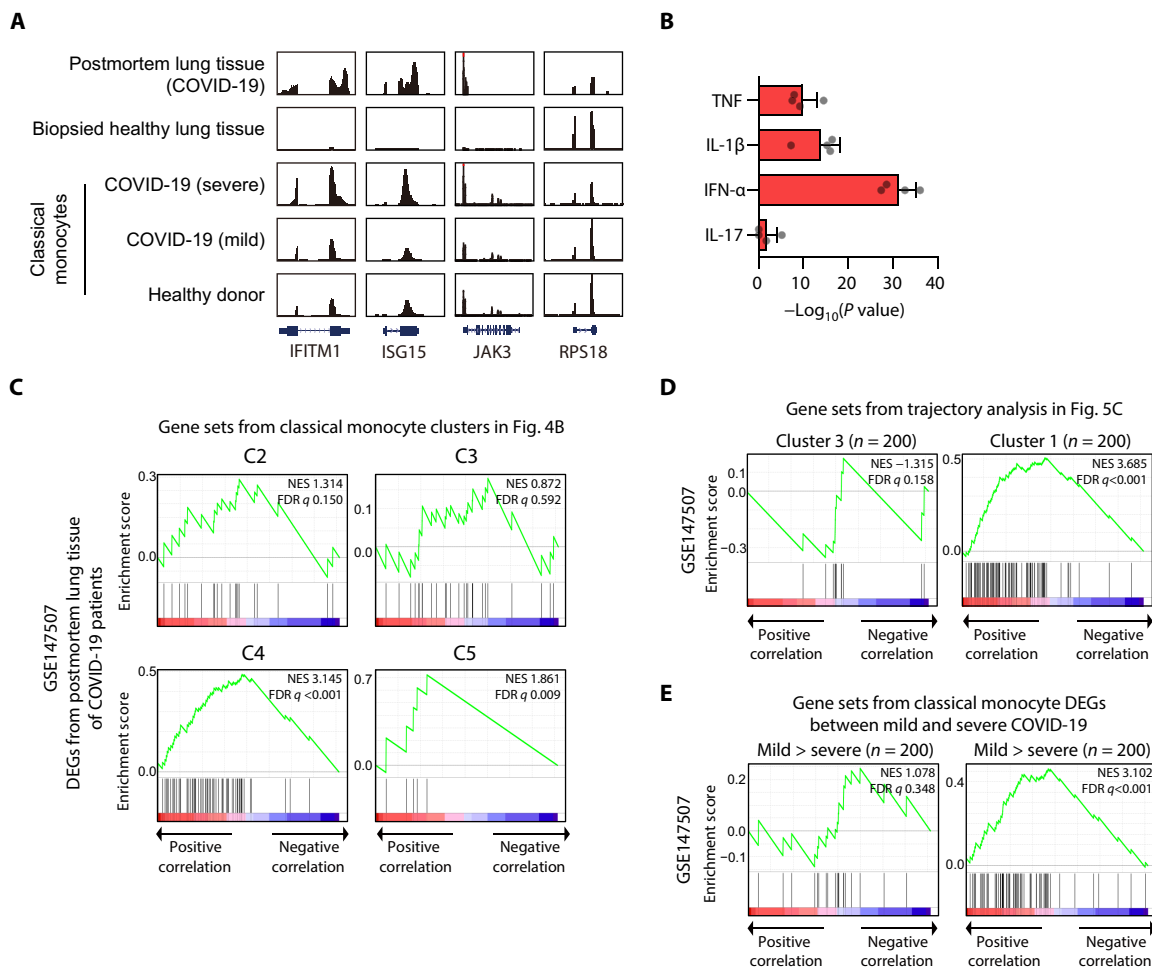 A
Postmortem lung tissue
(COVID-19)
Biopsied healthy lung tissue
COVID-19 (severe)
COVID-19 (mild)
Healthy donor
Classical
monocytes
IFITM1
ISG15
JAK3
RPS18
B
TNF
IL-1β
IFN-α
IL-17
0
10
20
30
40
−Log10(P value)
C
Gene sets from classical monocyte clusters in Fig. 4B
GSE147507
DEGs from postmortem lung tissue
of COVID-19 patients
C2
Enrichment score
0.3
0.0
NES 1.314
FDR q 0.150
C3
0.1
0.0
NES 0.872
FDR q 0.592
C4
Enrichment score
0.5
0.0
NES 3.145
FDR q <0.001
C5
0.7
0.0
NES 1.861
FDR q 0.009
Positive
correlation
Negative
correlation
Positive
correlation
Negative
correlation
D
Gene sets from trajectory analysis in Fig. 5C
GSE147507
Enrichment score
Cluster 3 (n = 200)
0.1
0.0
−0.3
NES −1.315
FDR q 0.158
Cluster 1 (n = 200)
0.5
0.0
NES 3.685
FDR q<0.001
Positive
correlation
Negative
correlation
Positive
correlation
Negative
correlation
E
Gene sets from classical monocyte DEGs
between mild and severe COVID-19
GSE147507
Enrichment score
Mild > severe (n = 200)
0.2
0.0
−0.1
NES 1.078
FDR q 0.348
Mild > severe (n = 200)
0.4
0.0
NES 3.102
FDR q<0.001
Positive
correlation
Negative
correlation
Positive
correlation
Negative
correlation